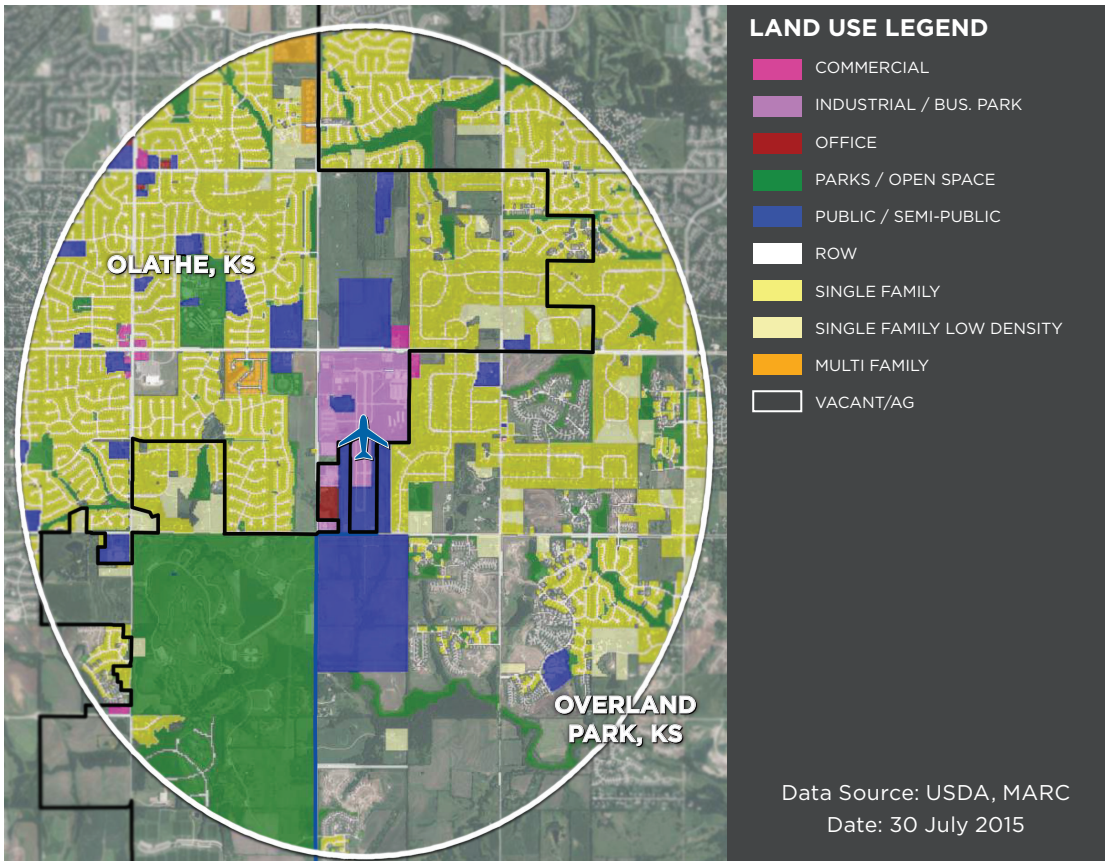 LAND USE LEGEND
COMMERCIAL
INDUSTRIAL / BUS. PARK
OFFICE
PARKS / OPEN SPACE
PUBLIC / SEMI-PUBLIC
ROW
SINGLE FAMILY
SINGLE FAMILY LOW DENSITY
MULTI FAMILY
VACANT/AG
OLATHE, KS
OVERLAND
PARK, KS
Data Source: USDA, MARC
Date: 30 July 2015